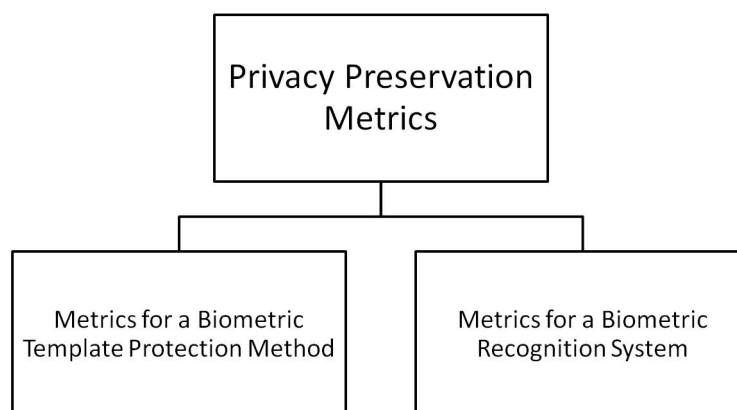 Privacy Preservation
Metrics
Metrics for a Biometric
Template Protection Method
Metrics for a Biometric
Recognition System